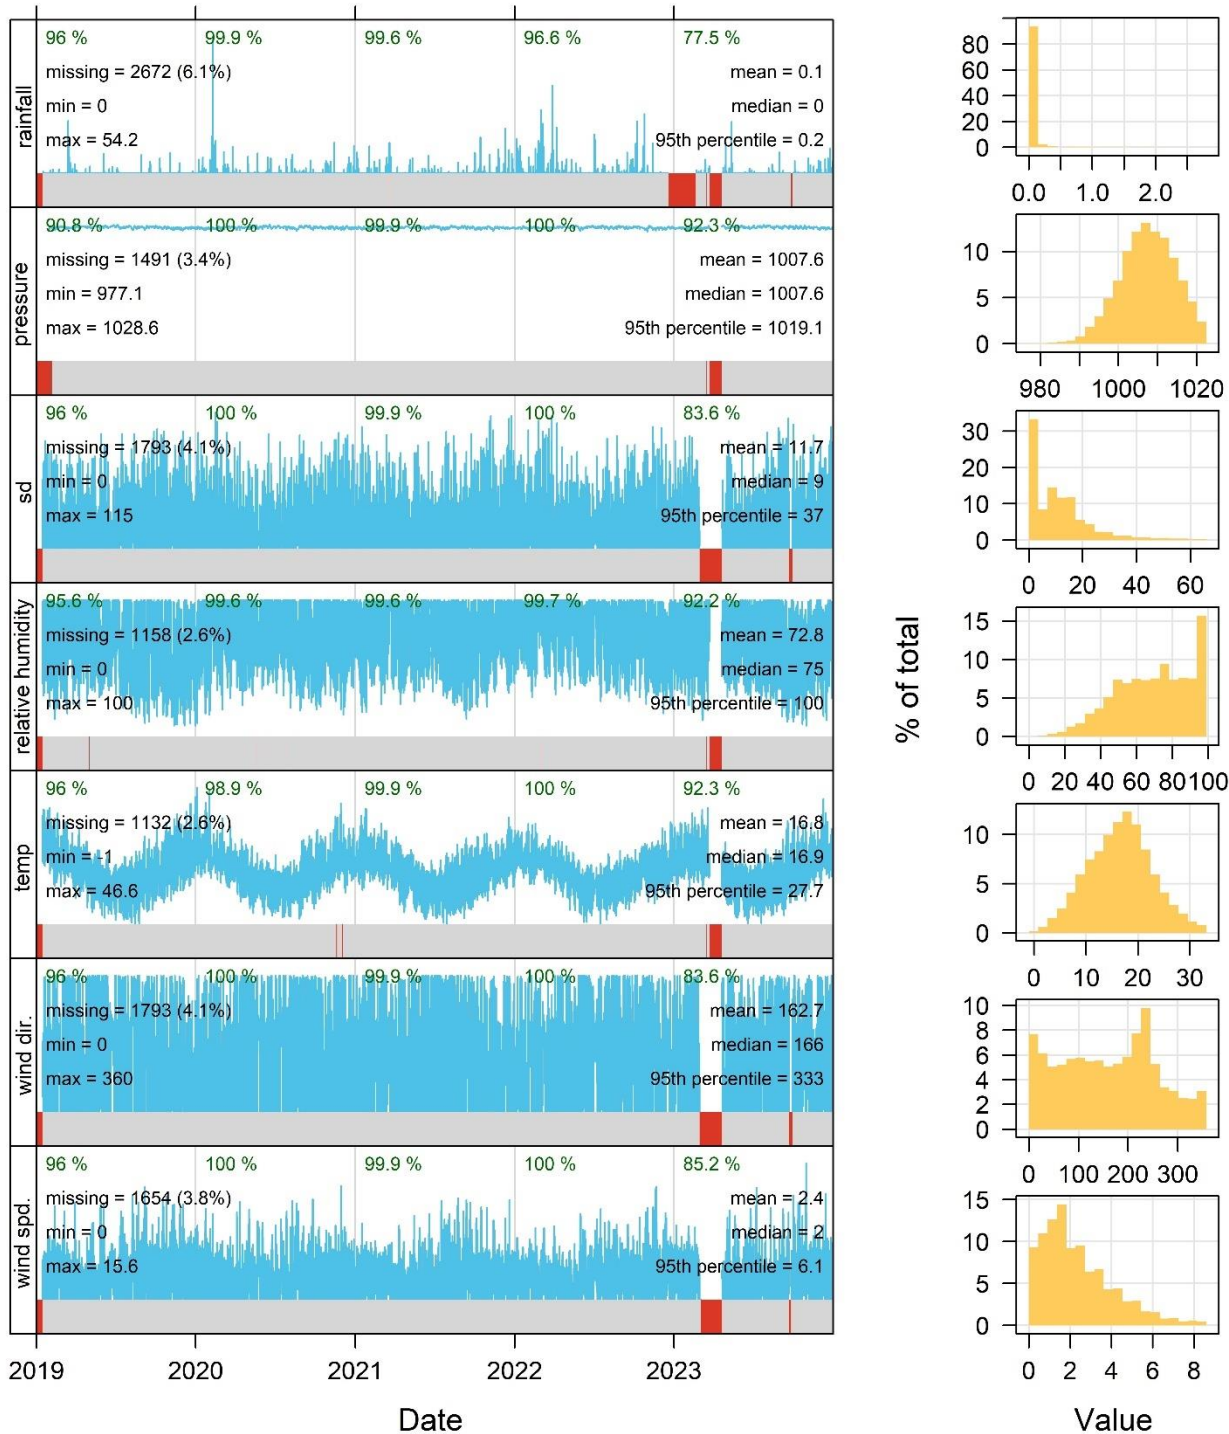 rainfall
96 % 99.9 % 99.6 % 96.6 % 77.5 %
missing = 2672 (6.1%) mean = 0.1
min = 0 median = 0
max = 54.2 95th percentile = 0.2
80
60
40
20
0
0.0 1.0 2.0
pressure
90.8 % 100 % 99.9 % 100 % 92.3 %
missing = 1491 (3.4%) mean = 1007.6
min = 977.1 median = 1007.6
max = 1028.6 95th percentile = 1019.1
10
5
0
980 1000 1020
sd
96 % 100 % 99.9 % 100 % 83.6 %
missing = 1793 (4.1%) mean = 11.7
min = 0 median = 9
max = 115 95th percentile = 37
30
20
10
0
0 20 40 60
relative humidity
95.6 % 99.6 % 99.6 % 99.7 % 92.2 %
missing = 1158 (2.6%) mean = 72.8
min = 0 median = 75
max = 100 95th percentile = 100
15
10
5
0
0 20 40 60 80 100
temp
96 % 98.9 % 99.9 % 100 % 92.3 %
missing = 1132 (2.6%) mean = 16.8
min = -1 median = 16.9
max = 46.6 95th percentile = 27.7
10
5
0
0 10 20 30
wind dir.
96 % 100 % 99.9 % 100 % 83.6 %
missing = 1793 (4.1%) mean = 162.7
min = 0 median = 166
max = 360 95th percentile = 333
10
8
6
4
2
0
0 100 200 300
wind spd.
96 % 100 % 99.9 % 100 % 85.2 %
missing = 1654 (3.8%) mean = 2.4
min = 0 median = 2
max = 15.6 95th percentile = 6.1
15
10
5
0
0 2 4 6 8
2019 2020 2021 2022 2023
Date
% of total
Value